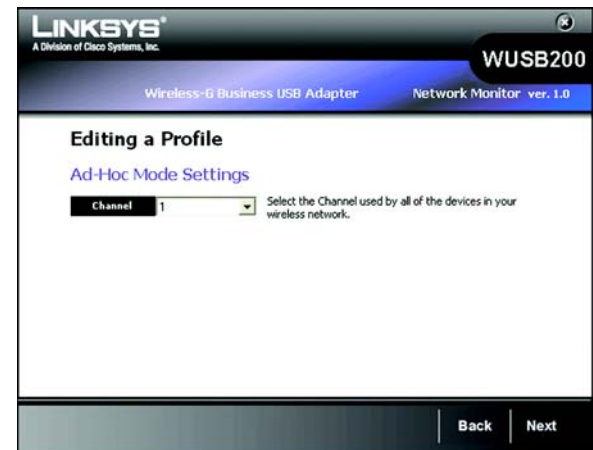 LINKSYS®
A Division of Cisco Systems, Inc.
WUSB200
Wireless-G Business USB Adapter Network Monitor ver. 1.0
Editing a Profile
Ad-Hoc Mode Settings
Channel 1 Select the Channel used by all of the devices in your
wireless network.
Back Next